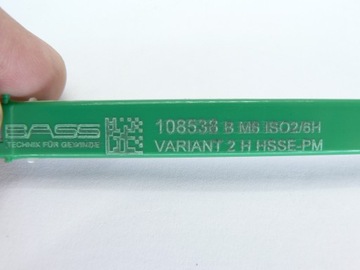 BASS
TECHNIK FÜR GEWINDE
108538 B M6 ISO2/6H
VARIANT 2 H HSSE-PM